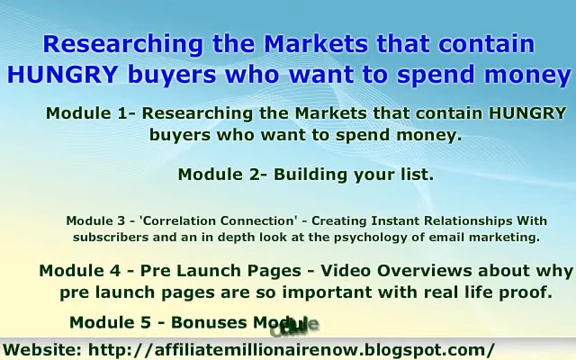 Researching the Markets that contain
HUNGRY buyers who want to spend money
Module 1- Researching the Markets that contain HUNGRY
buyers who want to spend money.
Module 2- Building your list.
Module 3 - 'Correlation Connection' - Creating Instant Relationships With
subscribers and an in depth look at the psychology of email marketing.
Module 4 - Pre Launch Pages - Video Overviews about why
pre launch pages are so important with real life proof.
Module 5 - Bonuses Module
Website: http://affiliatemillionairenow.blogspot.com/